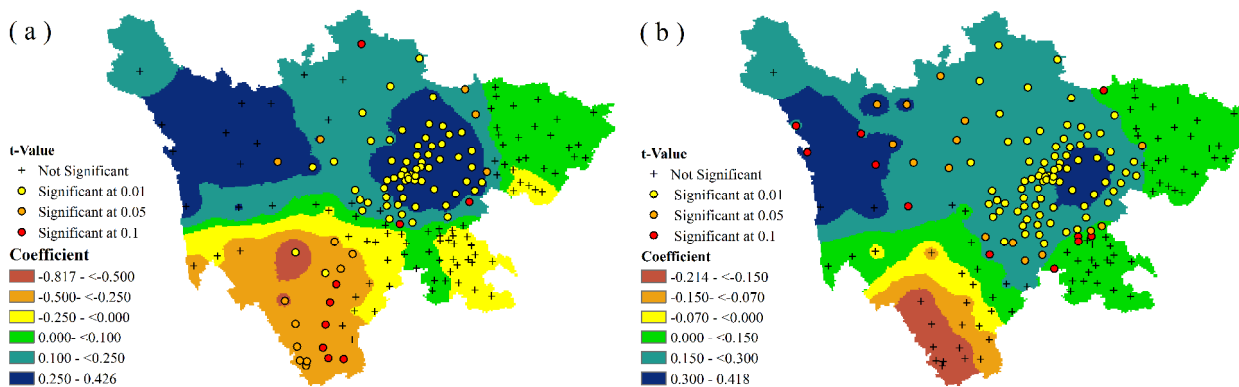 ( a )
t-Value
Not Significant
Significant at 0.01
Significant at 0.05
Significant at 0.1
Coefficient
-0.817 - <-0.500
-0.500 - <-0.250
-0.250 - <0.000
0.000- <0.100
0.100 - <0.250
0.250 - 0.426
( b )
t-Value
Not Significant
Significant at 0.01
Significant at 0.05
Significant at 0.1
Coefficient
-0.214 - <-0.150
-0.150- <-0.070
-0.070 - <0.000
0.000 - <0.150
0.150 - <0.300
0.300 - 0.418